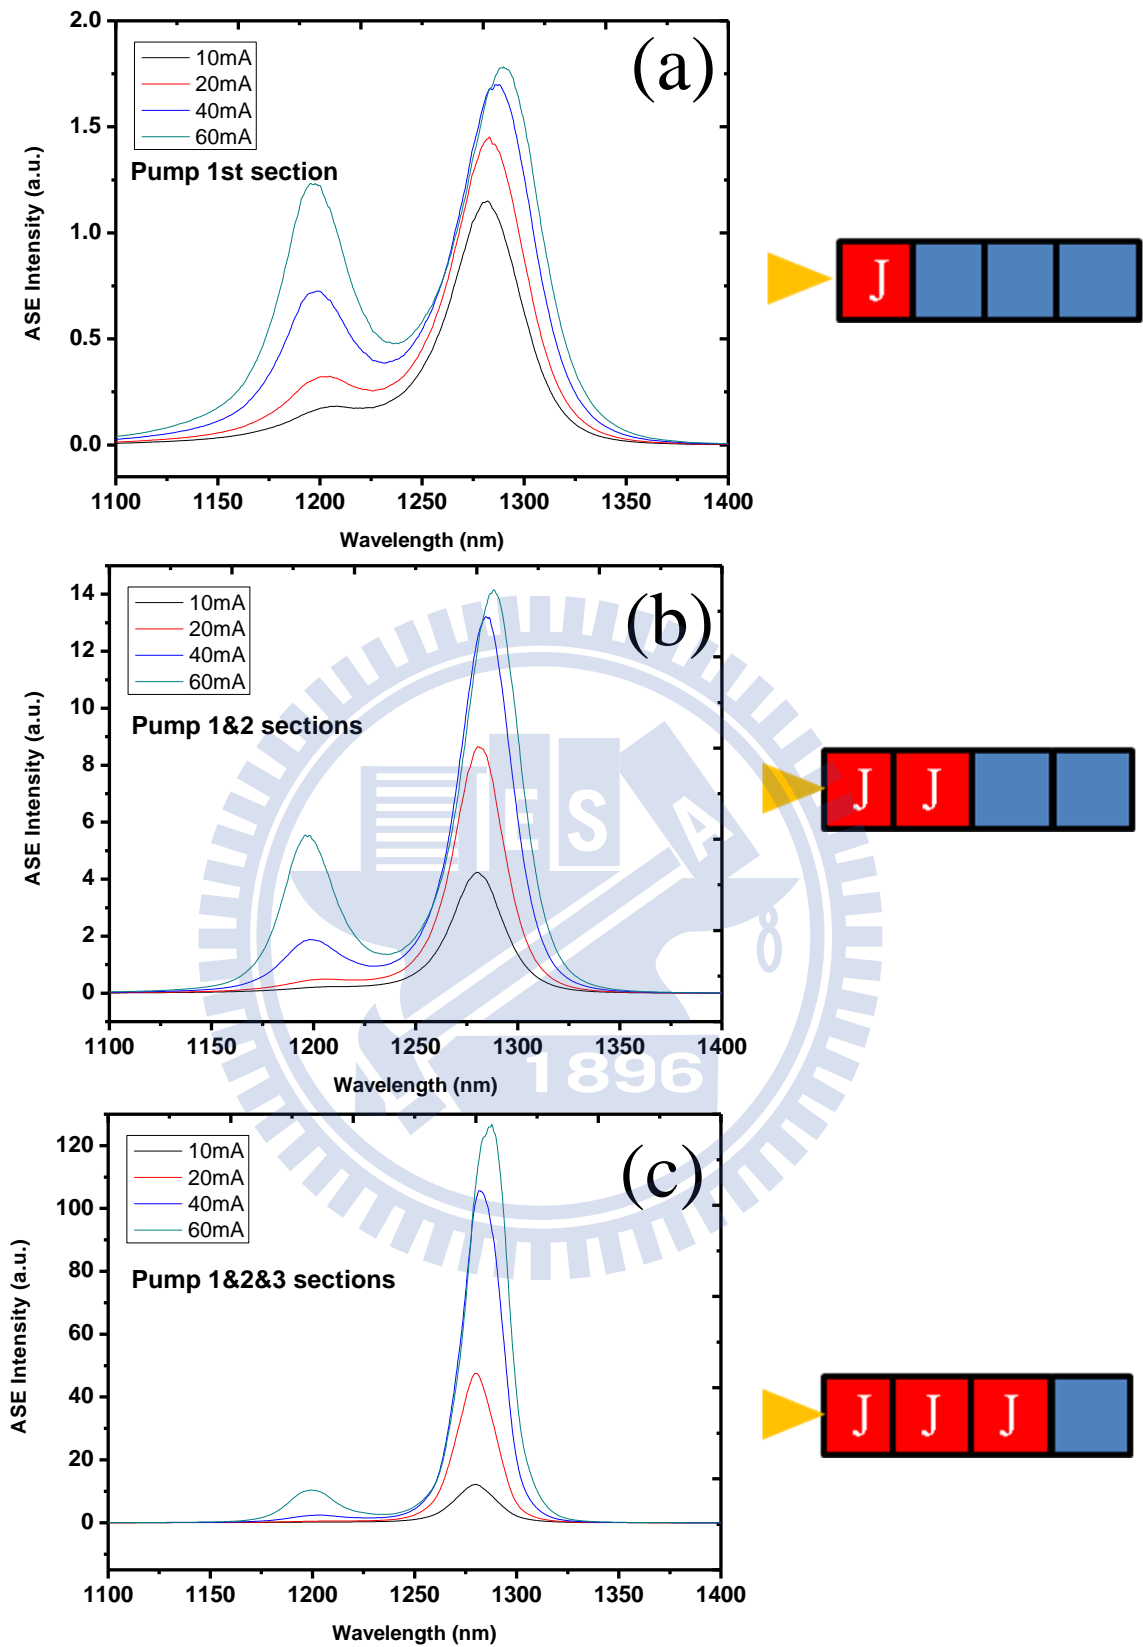 2.0
1.5
1.0
0.5
0.0
ASE Intensity (a.u.)
10mA
20mA
40mA
60mA
Pump 1st section
(a)
J
1100 1150 1200 1250 1300 1350 1400
Wavelength (nm)
14
12
10
8
6
4
2
0
ASE Intensity (a.u.)
10mA
20mA
40mA
60mA
Pump 1&2 sections
(b)
J J
ES A
8
1896
1100 1150 1200 1250 1300 1350 1400
Wavelength (nm)
120
100
80
60
40
20
0
ASE Intensity (a.u.)
10mA
20mA
40mA
60mA
Pump 1&2&3 sections
(c)
J J J
1100 1150 1200 1250 1300 1350 1400
Wavelength (nm)